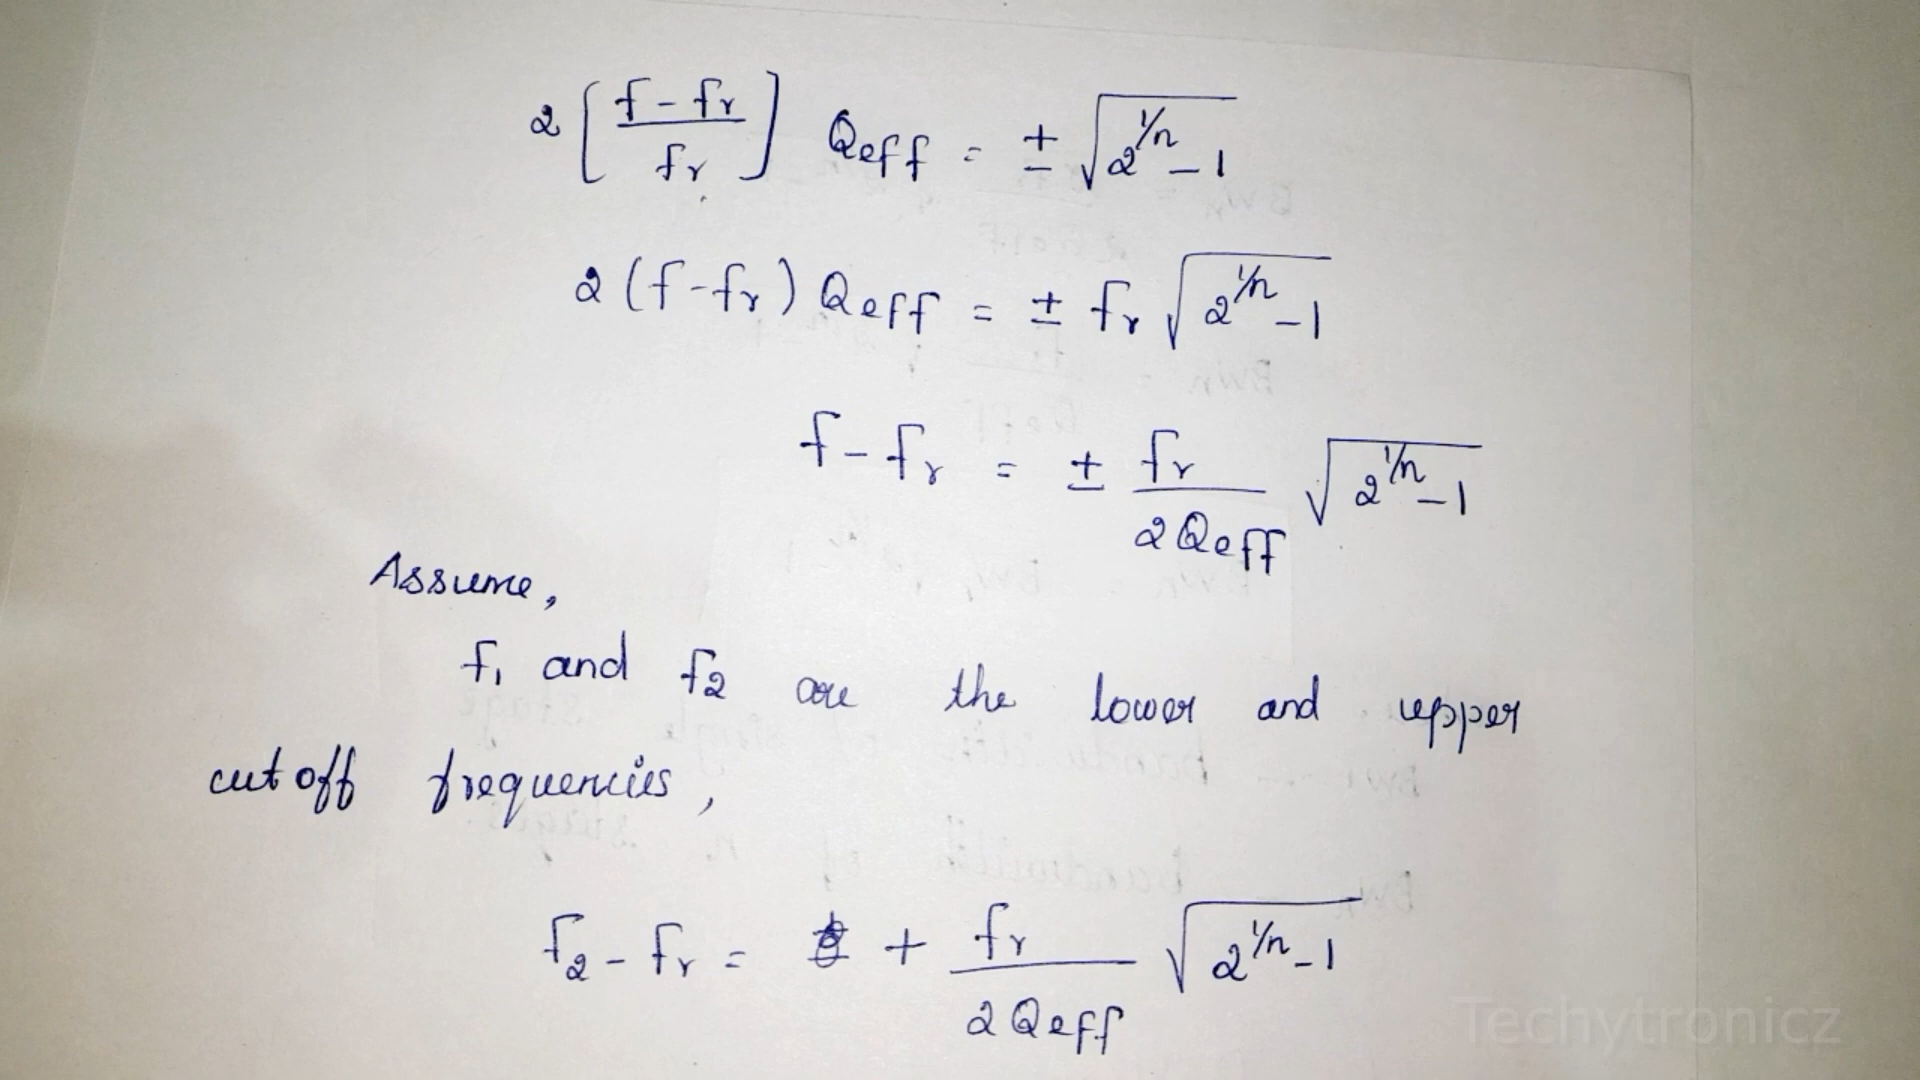 2 [ (f - fr) / fr ] Qeff = ± √(2^(1/n) - 1)
2 (f - fr) Qeff = ± fr √(2^(1/n) - 1)
f - fr = ± fr / 2Qeff √(2^(1/n) - 1)
Assume,
f1 and f2 are the lower and upper
cutoff frequencies,
f2 - fr = + fr / 2Qeff √(2^(1/n) - 1)
Techytronicz